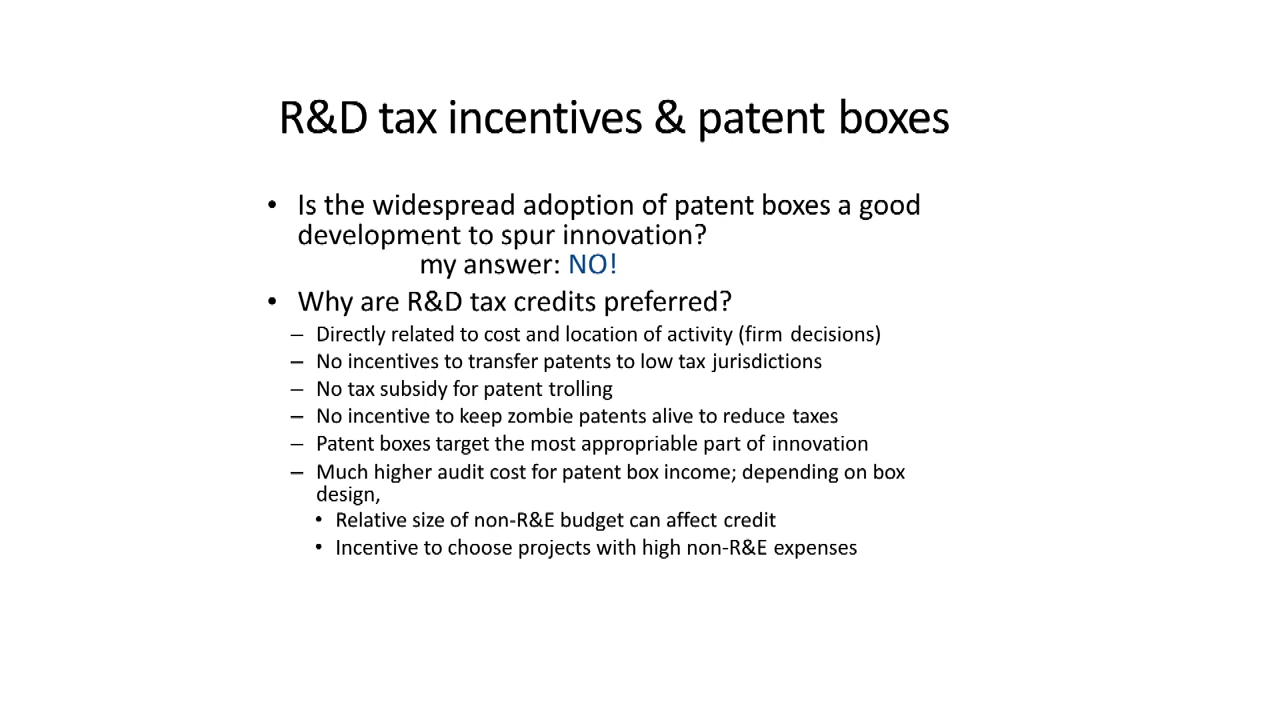 R&D tax incentives & patent boxes
• Is the widespread adoption of patent boxes a good
development to spur innovation?
my answer: NO!
• Why are R&D tax credits preferred?
– Directly related to cost and location of activity (firm decisions)
– No incentives to transfer patents to low tax jurisdictions
– No tax subsidy for patent trolling
– No incentive to keep zombie patents alive to reduce taxes
– Patent boxes target the most appropriable part of innovation
– Much higher audit cost for patent box income; depending on box
design,
• Relative size of non-R&E budget can affect credit
• Incentive to choose projects with high non-R&E expenses